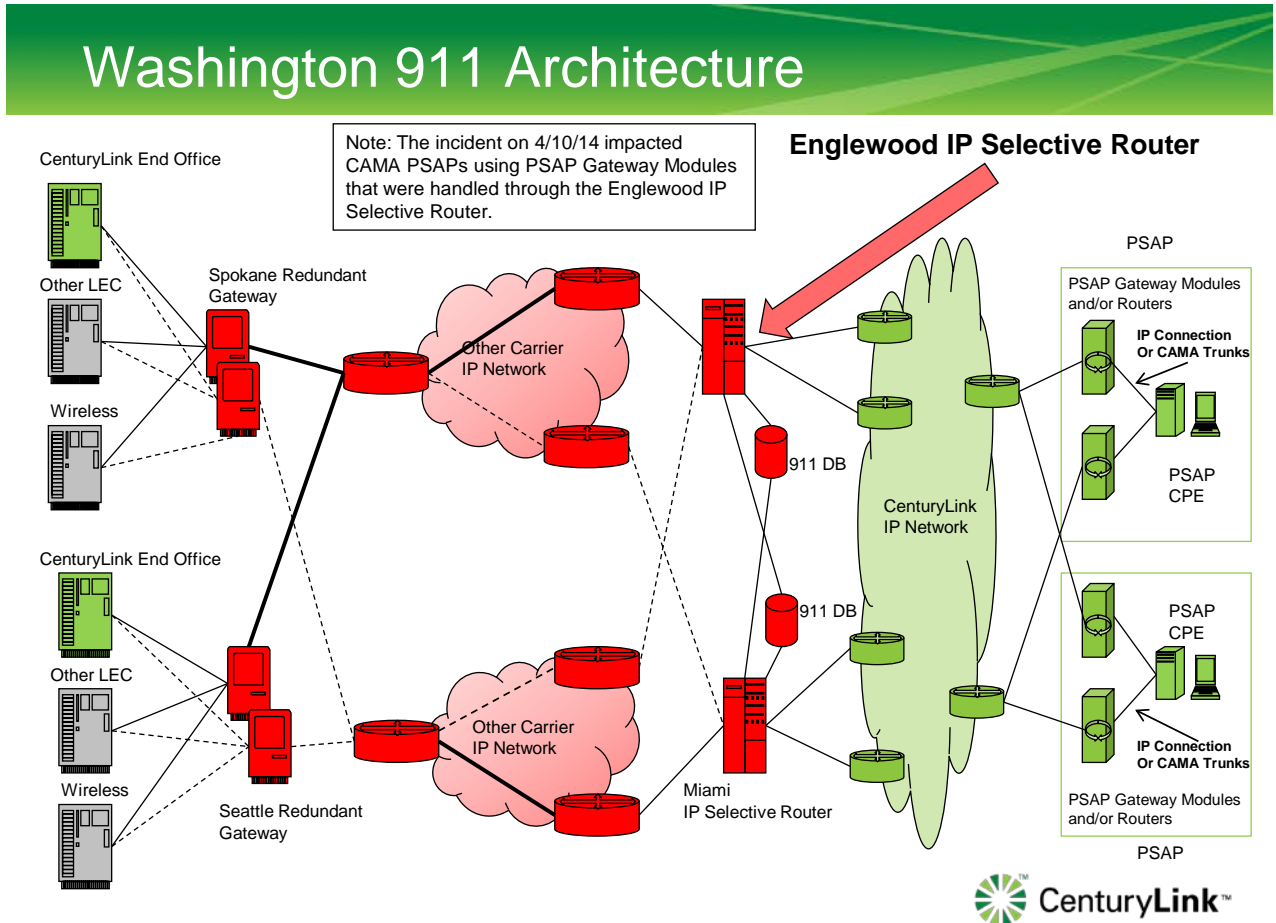 Washington 911 Architecture
Note: The incident on 4/10/14 impacted
CAMA PSAPs using PSAP Gateway Modules
that were handled through the Englewood IP
Selective Router.
Englewood IP Selective Router
CenturyLink End Office
Other LEC
Wireless
Spokane Redundant
Gateway
Other Carrier
IP Network
911 DB
CenturyLink
IP Network
PSAP
PSAP Gateway Modules
and/or Routers
IP Connection
Or CAMA Trunks
PSAP
CPE
CenturyLink End Office
Other LEC
Wireless
Seattle Redundant
Gateway
Other Carrier
IP Network
911 DB
Miami
IP Selective Router
PSAP
CPE
IP Connection
Or CAMA Trunks
PSAP Gateway Modules
and/or Routers
PSAP
CenturyLink™